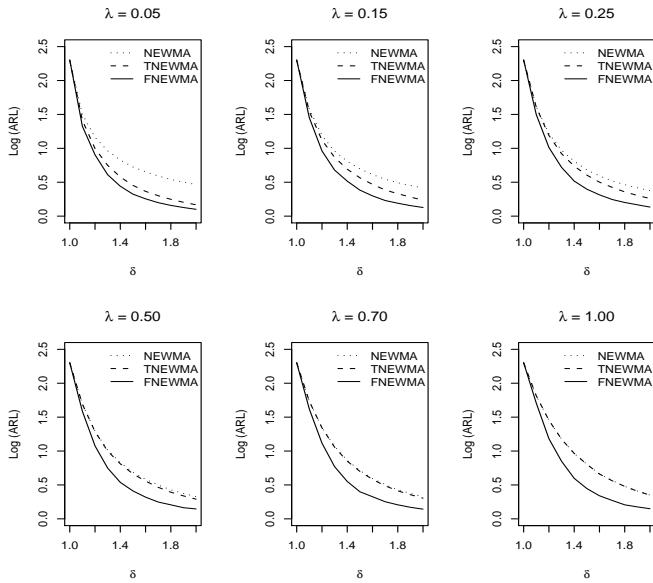 λ = 0.05
NEWMA
TNEWMA
FNEWMA
Log (ARL)
2.5
2.0
1.5
1.0
0.5
0.0
1.0 1.4 1.8
δ
λ = 0.15
NEWMA
TNEWMA
FNEWMA
Log (ARL)
2.5
2.0
1.5
1.0
0.5
0.0
1.0 1.4 1.8
δ
λ = 0.25
NEWMA
TNEWMA
FNEWMA
Log (ARL)
2.5
2.0
1.5
1.0
0.5
0.0
1.0 1.4 1.8
δ
λ = 0.50
NEWMA
TNEWMA
FNEWMA
Log (ARL)
2.5
2.0
1.5
1.0
0.5
0.0
1.0 1.4 1.8
δ
λ = 0.70
NEWMA
TNEWMA
FNEWMA
Log (ARL)
2.5
2.0
1.5
1.0
0.5
0.0
1.0 1.4 1.8
δ
λ = 1.00
NEWMA
TNEWMA
FNEWMA
Log (ARL)
2.5
2.0
1.5
1.0
0.5
0.0
1.0 1.4 1.8
δ